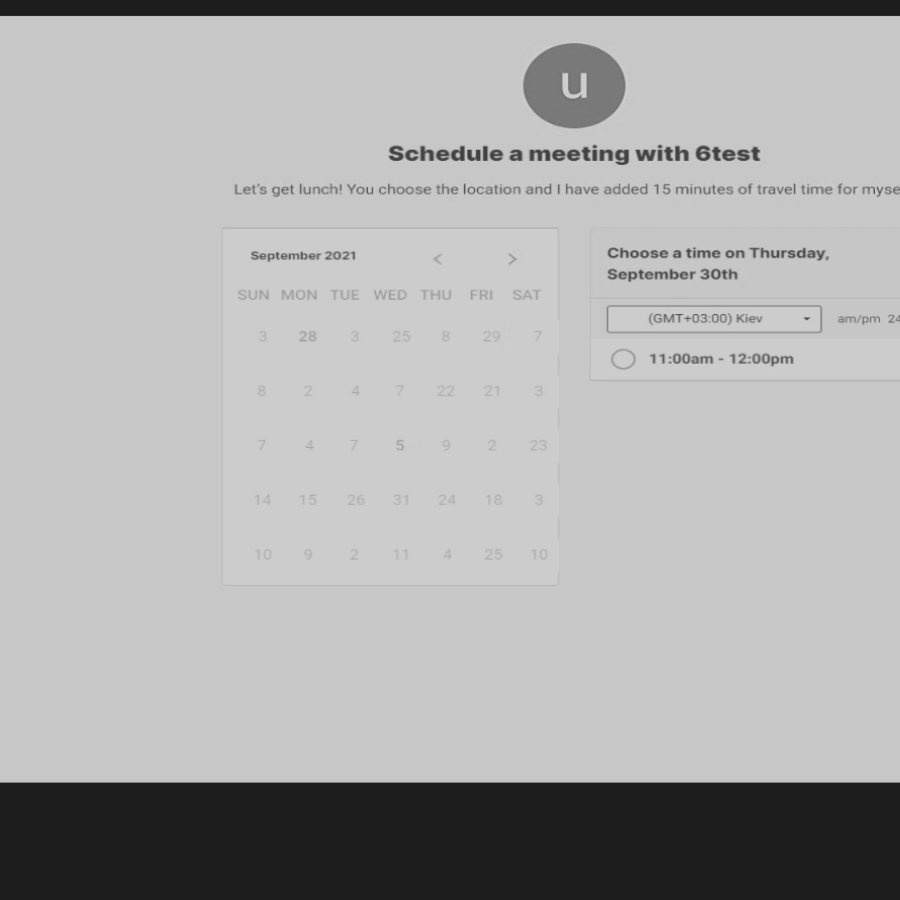 u
Schedule a meeting with 6test
Let's get lunch! You choose the location and I have added 15 minutes of travel time for myse
September 2021 < >
SUN MON TUE WED THU FRI SAT
3 28 3 25 8 29 7
8 2 4 7 22 21 3
7 4 7 5 9 2 23
14 15 26 31 24 18 3
10 9 2 11 4 25 10
Choose a time on Thursday,
September 30th
(GMT+03:00) Kiev am/pm 24
11:00am - 12:00pm